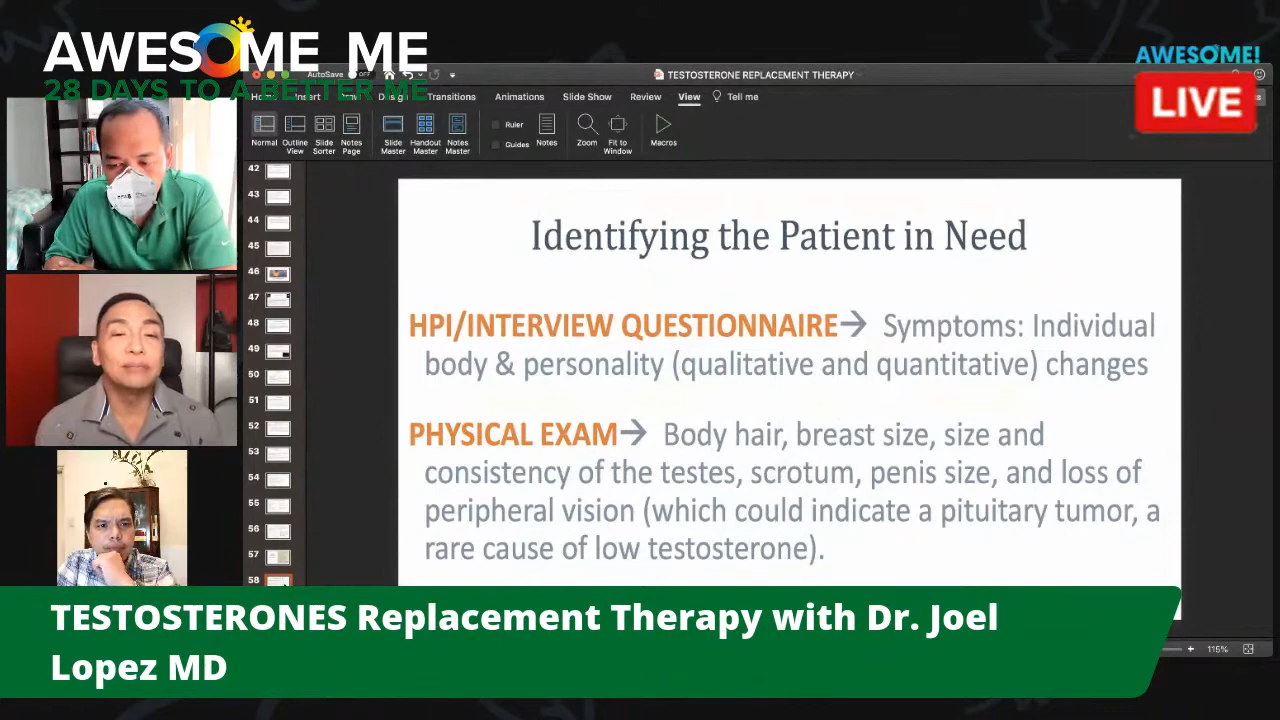 AWESOME ME
28 DAYS TO A BETTER ME
AWESOME!
LIVE
AutoSave OFF
TESTOSTERONE REPLACEMENT THERAPY
Transitions Animations Slide Show Review View Tell me
Normal
Outline View
Slide Sorter
Notes Page
Slide Master
Handout Master
Notes Master
Ruler
Guides
Notes
Zoom
Fit to Window
Macros
42
43
44
45
46
47
48
49
50
51
52
53
54
55
56
57
58
Identifying the Patient in Need
HPI/INTERVIEW QUESTIONNAIRE→ Symptoms: Individual
body & personality (qualitative and quantitative) changes
PHYSICAL EXAM→ Body hair, breast size, size and
consistency of the testes, scrotum, penis size, and loss of
peripheral vision (which could indicate a pituitary tumor, a
rare cause of low testosterone).
115%
TESTOSTERONES Replacement Therapy with Dr. Joel
Lopez MD